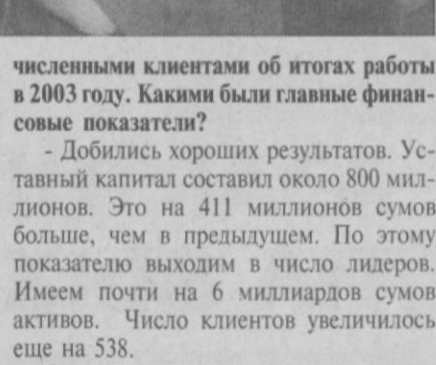 численными клиентами об итогах работы
в 2003 году. Какими были главные финан-
совые показатели?
- Добились хороших результатов. Ус-
тавный капитал составил около 800 мил-
лионов. Это на 411 миллионов сумов
больше, чем в предыдущем. По этому
показателю выходим в число лидеров.
Имеем почти на 6 миллиардов сумов
активов. Число клиентов увеличилось
еще на 538.